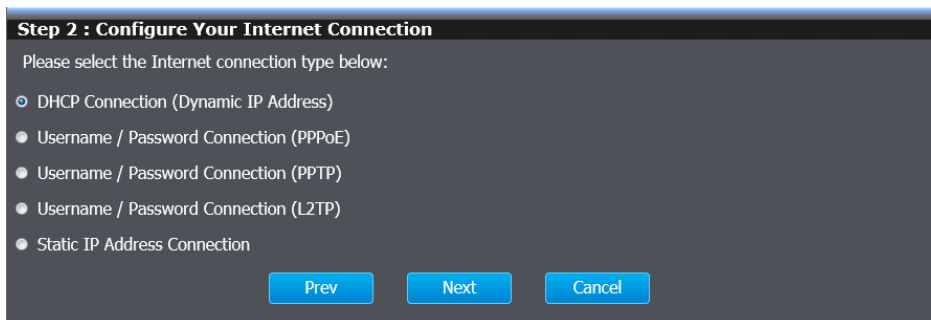 Step 2 : Configure Your Internet Connection
Please select the Internet connection type below:
DHCP Connection (Dynamic IP Address)
Username / Password Connection (PPPoE)
Username / Password Connection (PPTP)
Username / Password Connection (L2TP)
Static IP Address Connection
Prev Next Cancel